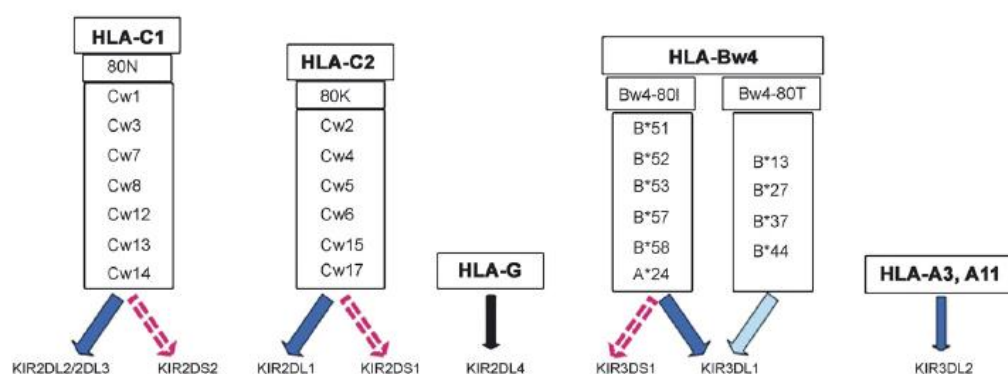 HLA-C1
80N
Cw1
Cw3
Cw7
Cw8
Cw12
Cw13
Cw14
KIR2DL2/2DL3
KIR2DS2
HLA-C2
80K
Cw2
Cw4
Cw5
Cw6
Cw15
Cw17
KIR2DL1
KIR2DS1
HLA-G
KIR2DL4
HLA-Bw4
Bw4-80I
B*51
B*52
B*53
B*57
B*58
A*24
Bw4-80T
B*13
B*27
B*37
B*44
KIR3DS1
KIR3DL1
HLA-A3, A11
KIR3DL2